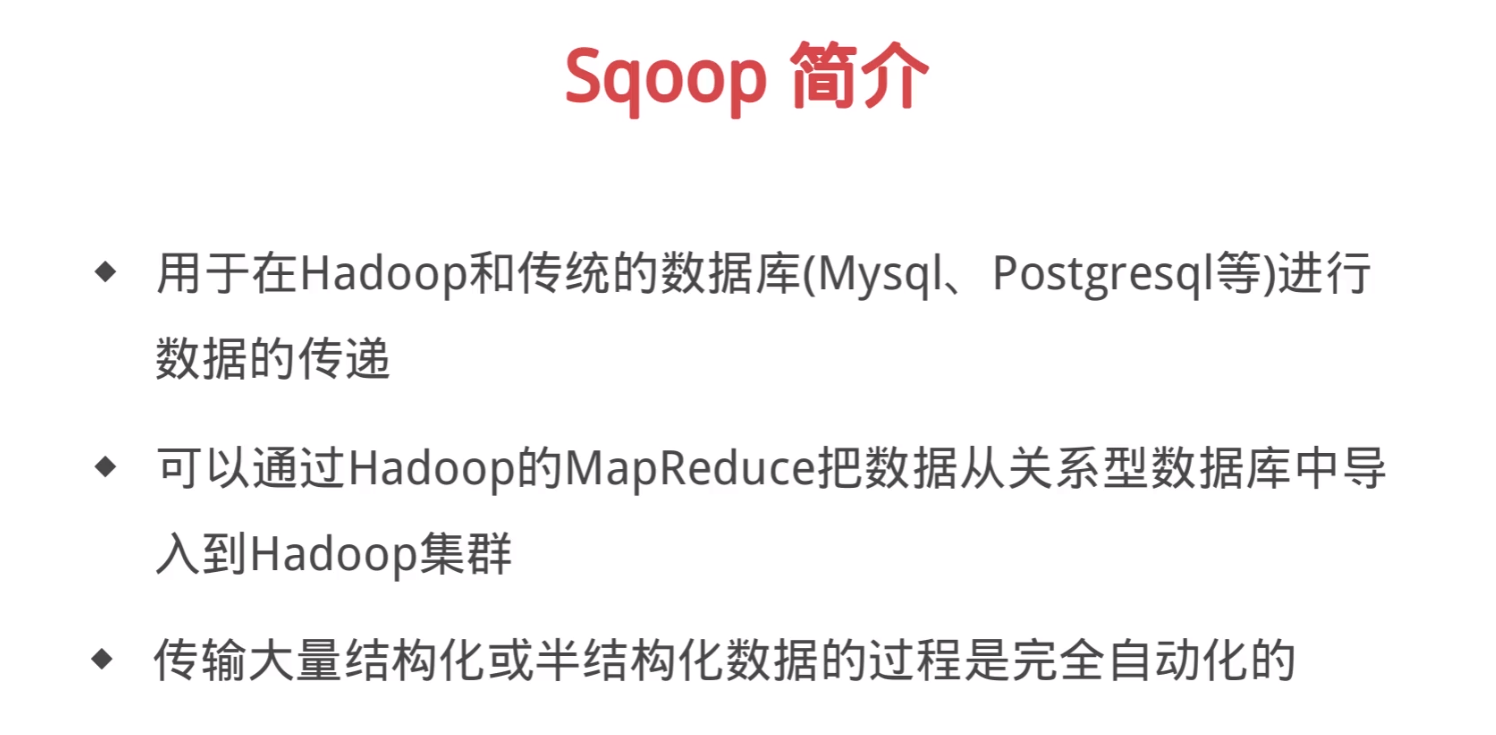 Sqoop 简介
◆ 用于在Hadoop和传统的数据库(Mysql、Postgresql等)进行
数据的传递
◆ 可以通过Hadoop的MapReduce把数据从关系型数据库中导
入到Hadoop集群
◆ 传输大量结构化或半结构化数据的过程是完全自动化的